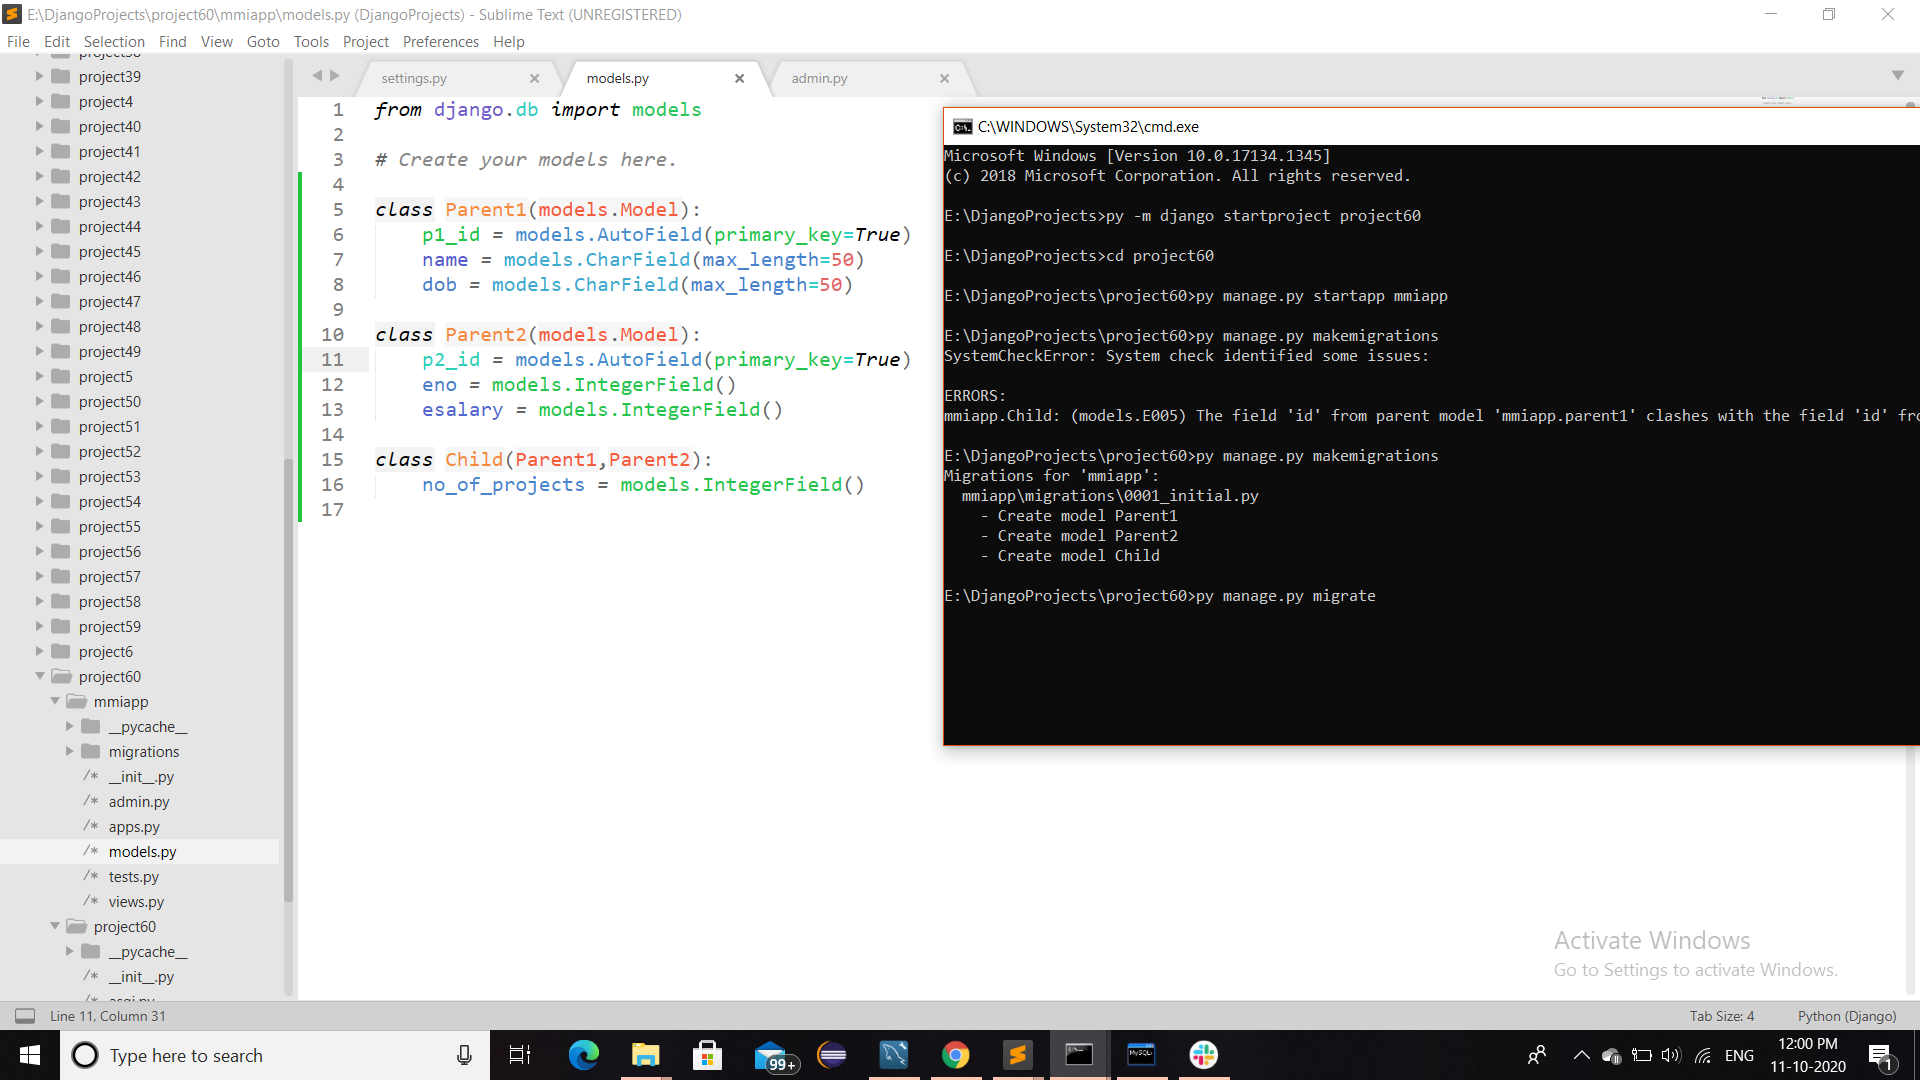 E:\DjangoProjects\project60\mmiapp\models.py (DjangoProjects) - Sublime Text (UNREGISTERED)
File Edit Selection Find View Goto Tools Project Preferences Help
project39
project4
project40
project41
project42
project43
project44
project45
project46
project47
project48
project49
project5
project50
project51
project52
project53
project54
project55
project56
project57
project58
project59
project6
project60
mmiapp
__pycache__
migrations
/* __init__.py
/* admin.py
/* apps.py
/* models.py
/* tests.py
/* views.py
project60
__pycache__
/* __init__.py
settings.py
models.py
admin.py
1 from django.db import models
2
3 # Create your models here.
4
5 class Parent1(models.Model):
6 p1_id = models.AutoField(primary_key=True)
7 name = models.CharField(max_length=50)
8 dob = models.CharField(max_length=50)
9
10 class Parent2(models.Model):
11 p2_id = models.AutoField(primary_key=True)
12 eno = models.IntegerField()
13 esalary = models.IntegerField()
14
15 class Child(Parent1,Parent2):
16 no_of_projects = models.IntegerField()
17
C:\WINDOWS\System32\cmd.exe
Microsoft Windows [Version 10.0.17134.1345]
(c) 2018 Microsoft Corporation. All rights reserved.
E:\DjangoProjects>py -m django startproject project60
E:\DjangoProjects>cd project60
E:\DjangoProjects\project60>py manage.py startapp mmiapp
E:\DjangoProjects\project60>py manage.py makemigrations
SystemCheckError: System check identified some issues:
ERRORS:
mmiapp.Child: (models.E005) The field 'id' from parent model 'mmiapp.parent1' clashes with the field 'id'
E:\DjangoProjects\project60>py manage.py makemigrations
Migrations for 'mmiapp':
mmiapp\migrations\0001_initial.py
- Create model Parent1
- Create model Parent2
- Create model Child
E:\DjangoProjects\project60>py manage.py migrate
Activate Windows
Go to Settings to activate Windows.
Line 11, Column 31
Tab Size: 4
Python (Django)
Type here to search
99+
MySQL
ENG
12:00 PM
11-10-2020
1